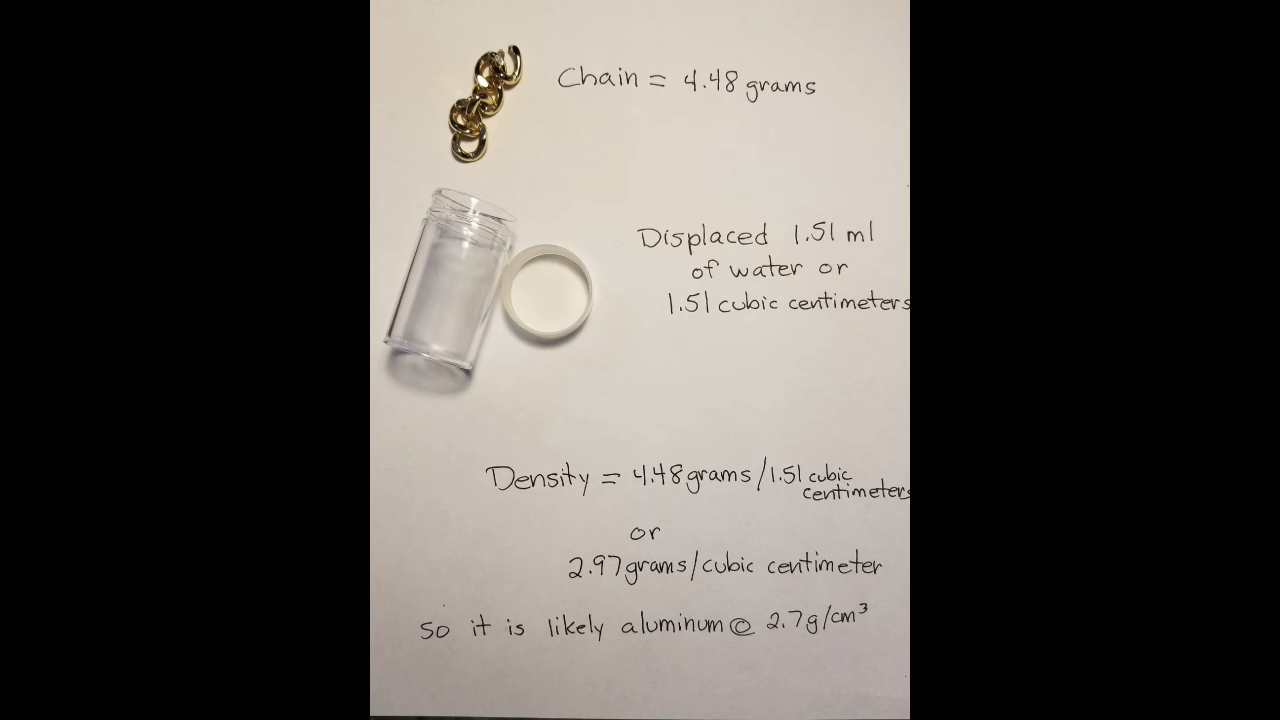 Chain = 4.48 grams
Displaced 1.51 ml
of water or
1.51 cubic centimeters
Density = 4.48 grams/1.51 cubic
centimeters
or
2.97 grams/cubic centimeter
So it is likely aluminum @ 2.7 g/cm³